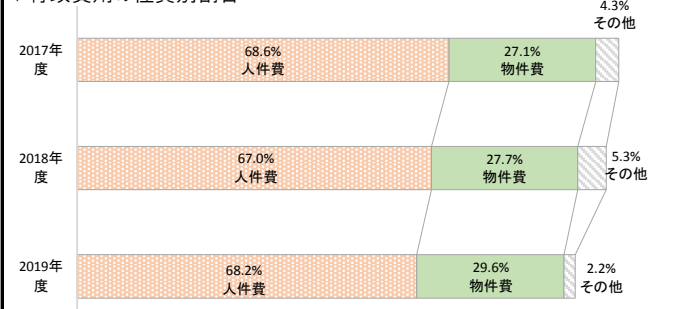 4.3%
その他
2017年
度
68.6%
人件費
27.1%
物件費
2018年
度
67.0%
人件費
27.7%
物件費
5.3%
その他
2019年
度
68.2%
人件費
29.6%
物件費
2.2%
その他